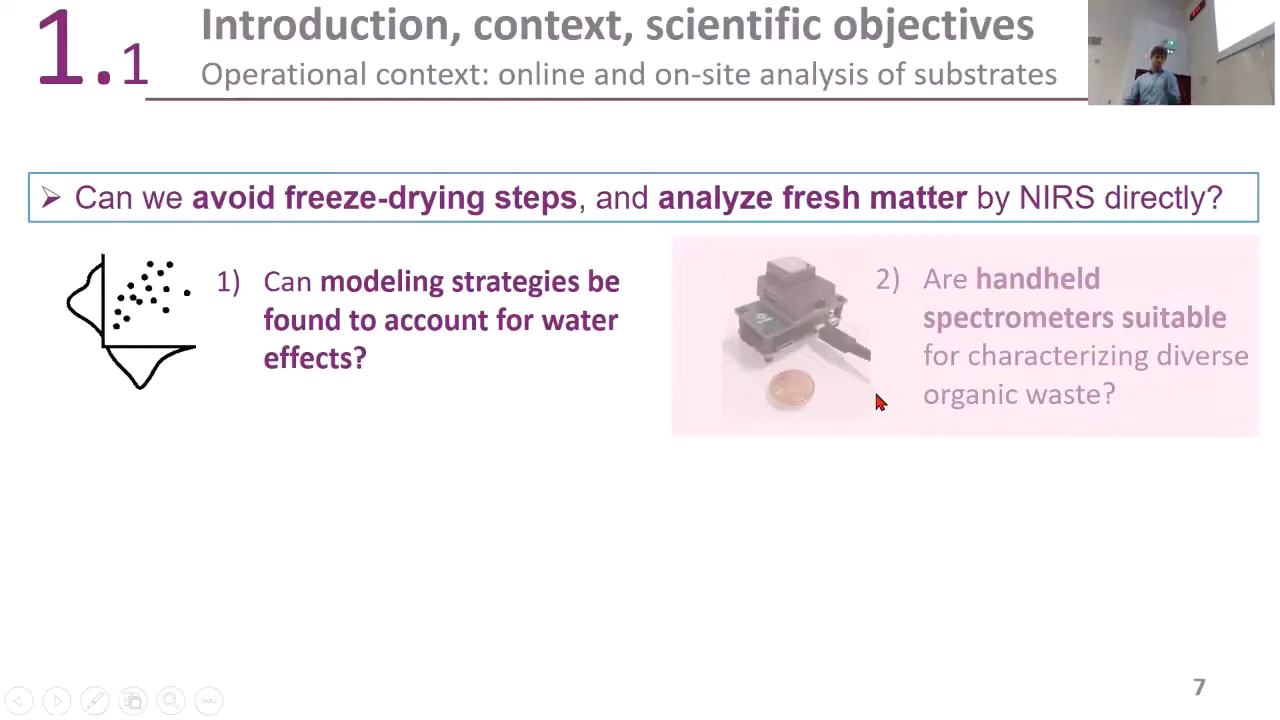 1.1
Introduction, context, scientific objectives
Operational context: online and on-site analysis of substrates
➢ Can we avoid freeze-drying steps, and analyze fresh matter by NIRS directly?
1) Can modeling strategies be
found to account for water
effects?
2) Are handheld
spectrometers suitable
for characterizing diverse
organic waste?
7